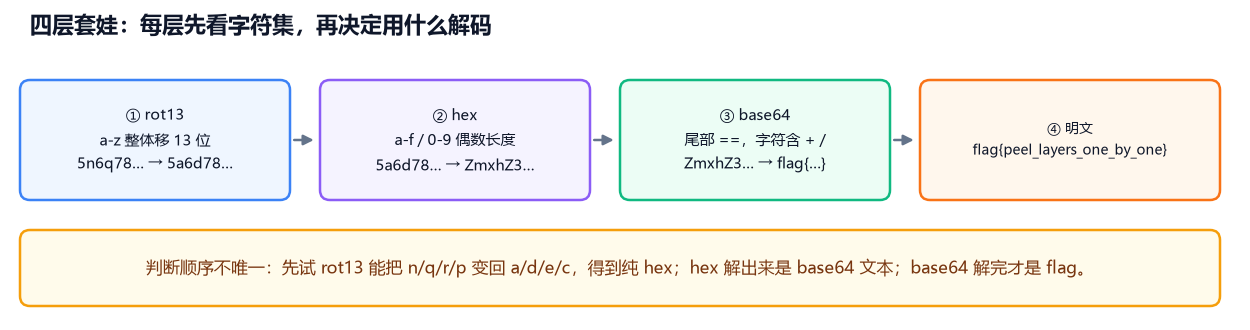 四层套娃：每层先看字符集，再决定用什么解码
① rot13
a-z 整体移 13 位
5n6q78... → 5a6d78...
② hex
a-f / 0-9 偶数长度
5a6d78... → ZmxhZ3...
③ base64
尾部 ==，字符含 + /
ZmxhZ3... → flag{...}
④ 明文
flag{peel_layers_one_by_one}
判断顺序不唯一：先试 rot13 能把 n/q/r/p 变回 a/d/e/c，得到纯 hex；hex 解出来是 base64 文本；base64 解完才是 flag。